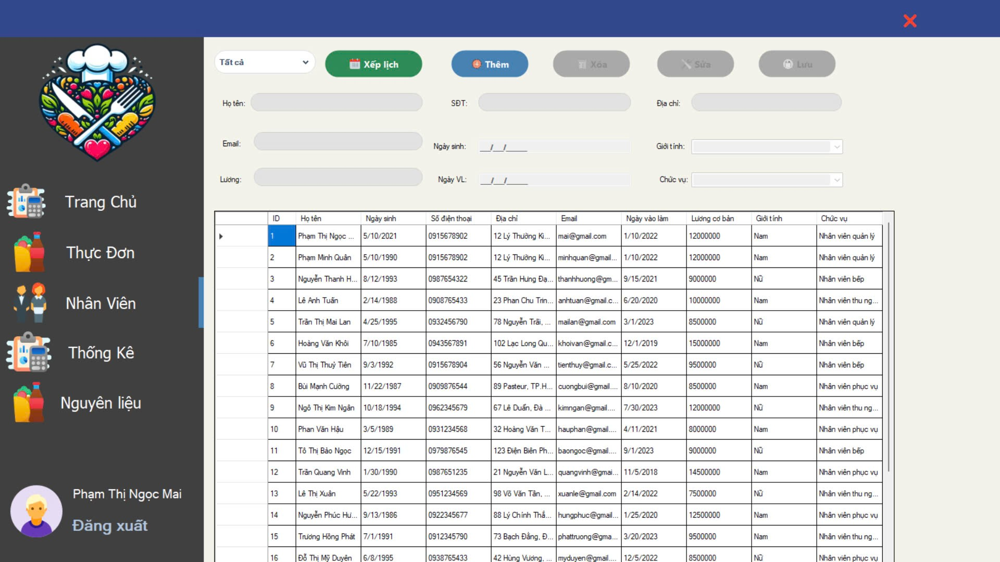 Tất cả
Xếp lịch
Thêm
Xóa
Sửa
Lưu
Họ tên:
SĐT:
Địa chỉ:
Email:
Ngày sinh: __/__/____
Giới tính:
Lương:
Ngày VL: __/__/____
Chức vụ:
Trang Chủ
Thực Đơn
Nhân Viên
Thống Kê
Nguyên liệu
Phạm Thị Ngọc Mai
Đăng xuất
ID Họ tên Ngày sinh Số điện thoại Địa chỉ Email Ngày vào làm Lương cơ bản Giới tính Chức vụ
1 Phạm Thị Ngọc ... 5/10/2021 0915678902 12 Lý Thường Ki... mai@gmail.com 1/10/2022 12000000 Nam Nhân viên quản lý
2 Phạm Minh Quân 5/10/1990 0915678902 12 Lý Thường Ki... minhquan@gmail... 1/10/2022 12000000 Nam Nhân viên quản lý
3 Nguyễn Thanh H... 8/12/1993 0987654322 45 Trần Hưng Đạ... thanhhuong@gm... 9/15/2021 9000000 Nữ Nhân viên bếp
4 Lê Anh Tuấn 2/14/1988 0908765433 23 Phan Chu Trin... anhtuan@gmail.c... 6/20/2020 10000000 Nam Nhân viên thu ng...
5 Trần Thị Mai Lan 4/25/1995 0932456790 78 Nguyễn Trãi, ... mailan@gmail.com 3/1/2023 8500000 Nữ Nhân viên quản lý
6 Hoàng Văn Khôi 7/10/1985 0943567891 102 Lạc Long Qu... khoivan@gmail.c... 12/1/2019 15000000 Nam Nhân viên bếp
7 Vũ Thị Thuỷ Tiên 9/3/1992 0915678904 56 Nguyễn Văn ... tienthuy@gmail.c... 5/25/2022 9500000 Nữ Nhân viên bếp
8 Bùi Mạnh Cường 11/22/1987 0909876544 89 Pasteur, TP.H... cuongbui@gmail.... 8/10/2020 8500000 Nam Nhân viên phục vụ
9 Ngô Thị Kim Ngân 10/18/1994 0962345679 67 Lê Duẩn, Đà ... kimngan@gmail.... 7/30/2023 12000000 Nữ Nhân viên thu ng...
10 Phan Văn Hậu 3/5/1989 0931234568 32 Hoàng Văn T... hauphan@gmail.... 4/11/2021 8000000 Nam Nhân viên phục vụ
11 Tô Thị Bảo Ngọc 12/15/1991 0979876545 123 Điện Biên Ph... baongoc@gmail.... 9/1/2023 9000000 Nữ Nhân viên bếp
12 Trần Quang Vinh 1/30/1990 0987651235 21 Nguyễn Văn L... quangvinh@gmai... 11/5/2018 14500000 Nam Nhân viên phục vụ
13 Lê Thị Xuân 5/22/1993 0951234569 98 Võ Văn Tần, ... xuanle@gmail.com 2/14/2022 7500000 Nữ Nhân viên thu ng...
14 Nguyễn Phúc Hư... 9/13/1986 0922345677 88 Lý Chính Thắ... hungphuc@gmail... 1/25/2020 12500000 Nam Nhân viên phục vụ
15 Trương Hồng Phát 7/1/1991 0912345790 73 Bạch Đằng, Đ... phattruong@gma... 3/20/2023 9500000 Nam Nhân viên thu ng...
16 Đỗ Thị Mỹ Duyên 6/8/1995 0938765433 42 Hùng Vương, ... myduyen@gmail.... 12/5/2022 8500000 Nữ Nhân viên phục vụ